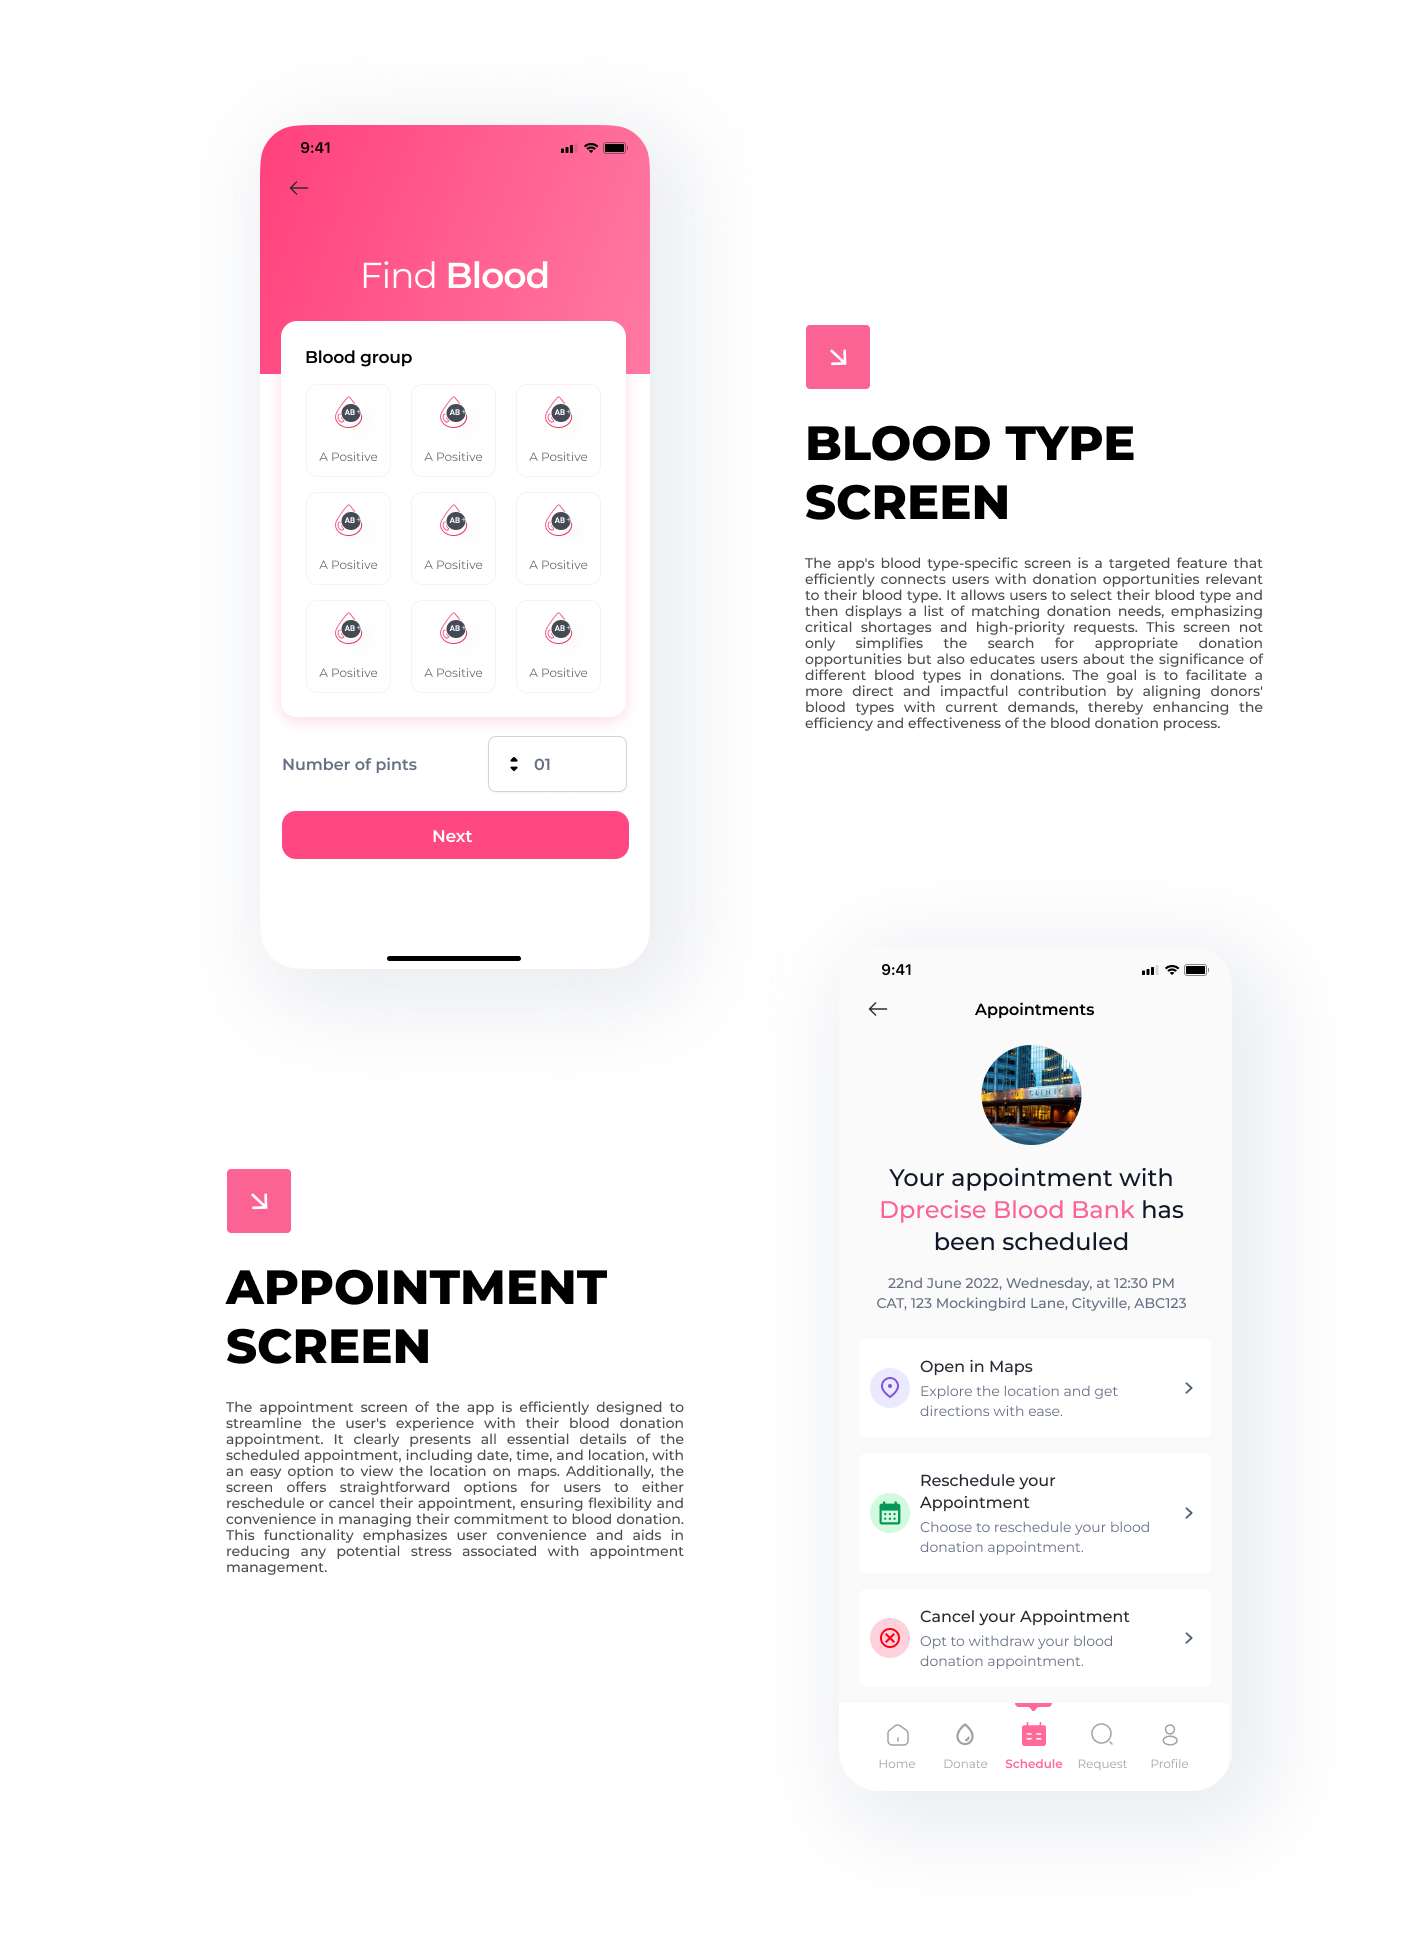 9:41
Find Blood
Blood group
AB + AB + AB +
A Positive A Positive A Positive
AB + AB + AB +
A Positive A Positive A Positive
AB + AB + AB +
A Positive A Positive A Positive
Number of pints 01
Next
BLOOD TYPE
SCREEN
The app's blood type-specific screen is a targeted feature that
efficiently connects users with donation opportunities relevant
to their blood type. It allows users to select their blood type and
then displays a list of matching donation needs, emphasizing
critical shortages and high-priority requests. This screen not
only simplifies the search for appropriate donation
opportunities but also educates users about the significance of
different blood types in donations. The goal is to facilitate a
more direct and impactful contribution by aligning donors'
blood types with current demands, thereby enhancing the
efficiency and effectiveness of the blood donation process.
APPOINTMENT
SCREEN
The appointment screen of the app is efficiently designed to
streamline the user's experience with their blood donation
appointment. It clearly presents all essential details of the
scheduled appointment, including date, time, and location, with
an easy option to view the location on maps. Additionally, the
screen offers straightforward options for users to either
reschedule or cancel their appointment, ensuring flexibility and
convenience in managing their commitment to blood donation.
This functionality emphasizes user convenience and aids in
reducing any potential stress associated with appointment
management.
9:41
Appointments
CLINIC
Your appointment with
Dprecise Blood Bank has
been scheduled
22nd June 2022, Wednesday, at 12:30 PM
CAT, 123 Mockingbird Lane, Cityville, ABC123
Open in Maps
Explore the location and get
directions with ease.
Reschedule your
Appointment
Choose to reschedule your blood
donation appointment.
Cancel your Appointment
Opt to withdraw your blood
donation appointment.
Home Donate Schedule Request Profile